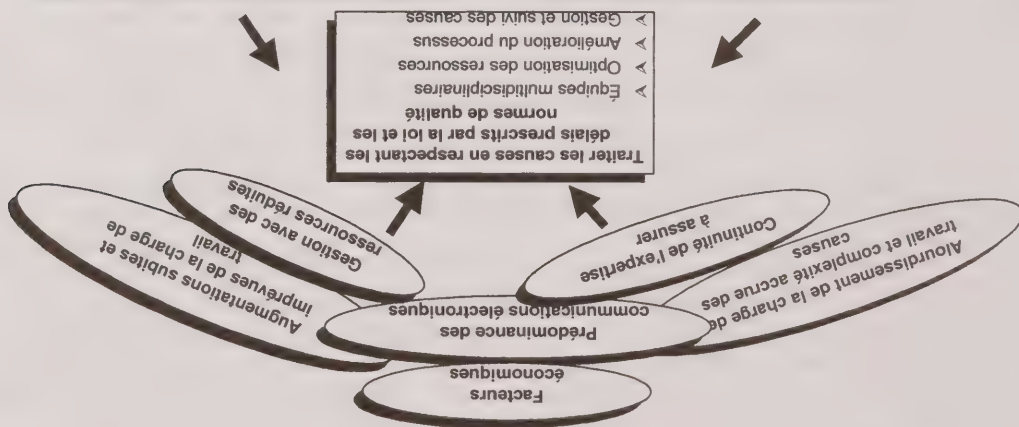 Facteurs
économiques
Prédominance des
communications électroniques
Alourdissement de la charge de
travail et complexité accrue des
causes
Continuité de l'expertise
à assurer
Gestion avec des
ressources réduites
Augmentations subites et
imprévues de la charge de
travail
Traiter les causes en respectant les
délais prescrits par la loi et les
normes de qualité
➤ Équipes multidisciplinaires
➤ Optimisation des ressources
➤ Amélioration du processus
➤ Gestion et suivi des causes